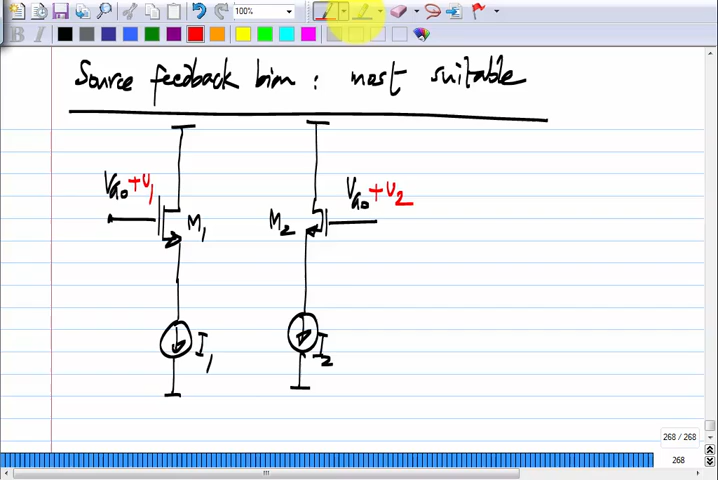 100%
B I
Source feedback bias : most suitable
VG0 +v1
VG0 +v2
M1
M2
I1
I2
268 / 268
268